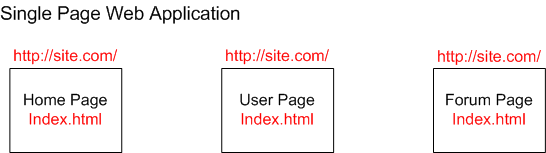 Single Page Web Application
http://site.com/ http://site.com/ http://site.com/
Home Page User Page Forum Page
Index.html Index.html Index.html